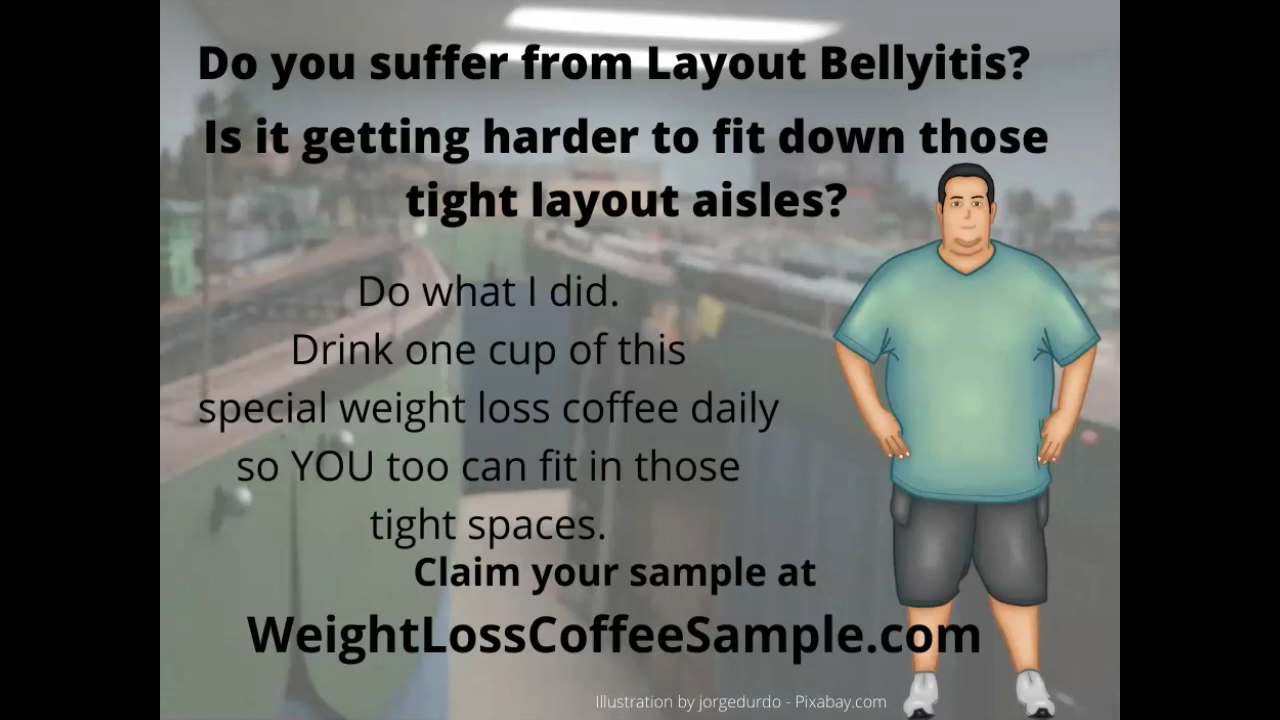 Do you suffer from Layout Bellyitis?
Is it getting harder to fit down those
tight layout aisles?
Do what I did.
Drink one cup of this
special weight loss coffee daily
so YOU too can fit in those
tight spaces.
Claim your sample at
WeightLossCoffeeSample.com
Illustration by jorgedurdo - Pixabay.com